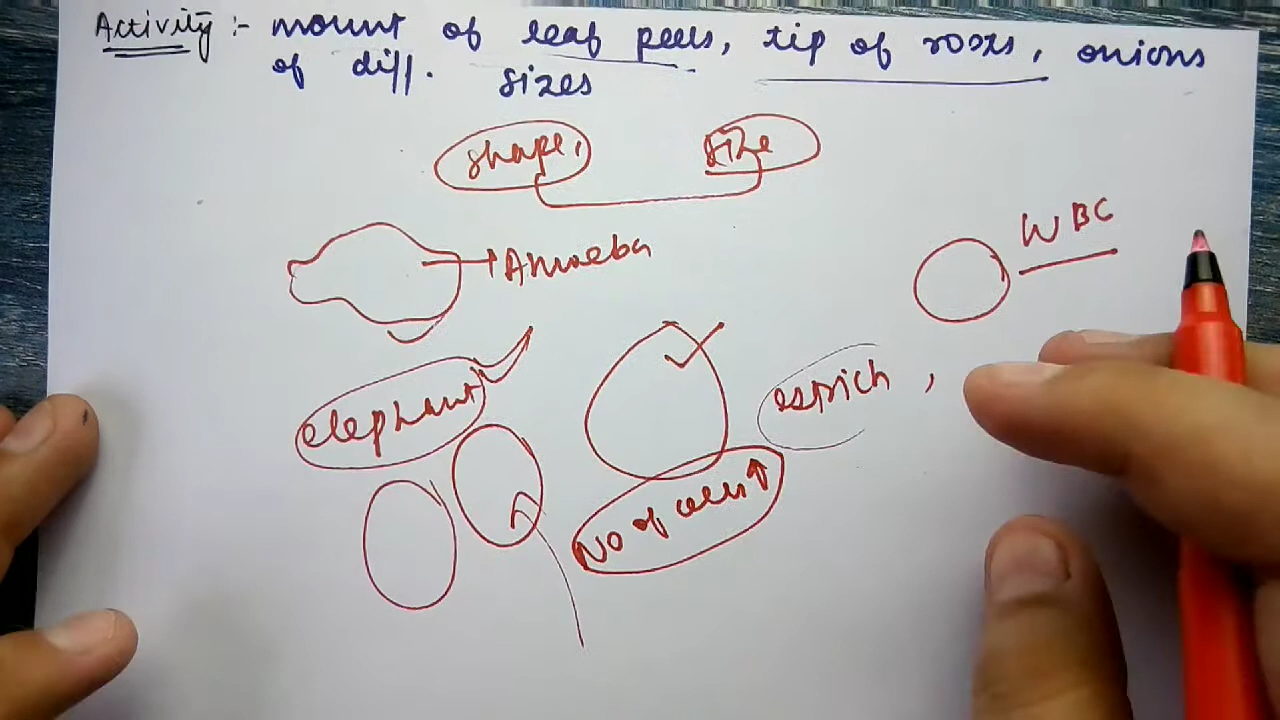 Activity :- mount of leaf peels, tip of roots, onions
of diff. sizes
shape, size
WBC
Amoeba
elephant
ostrich ,
No of cells ↑